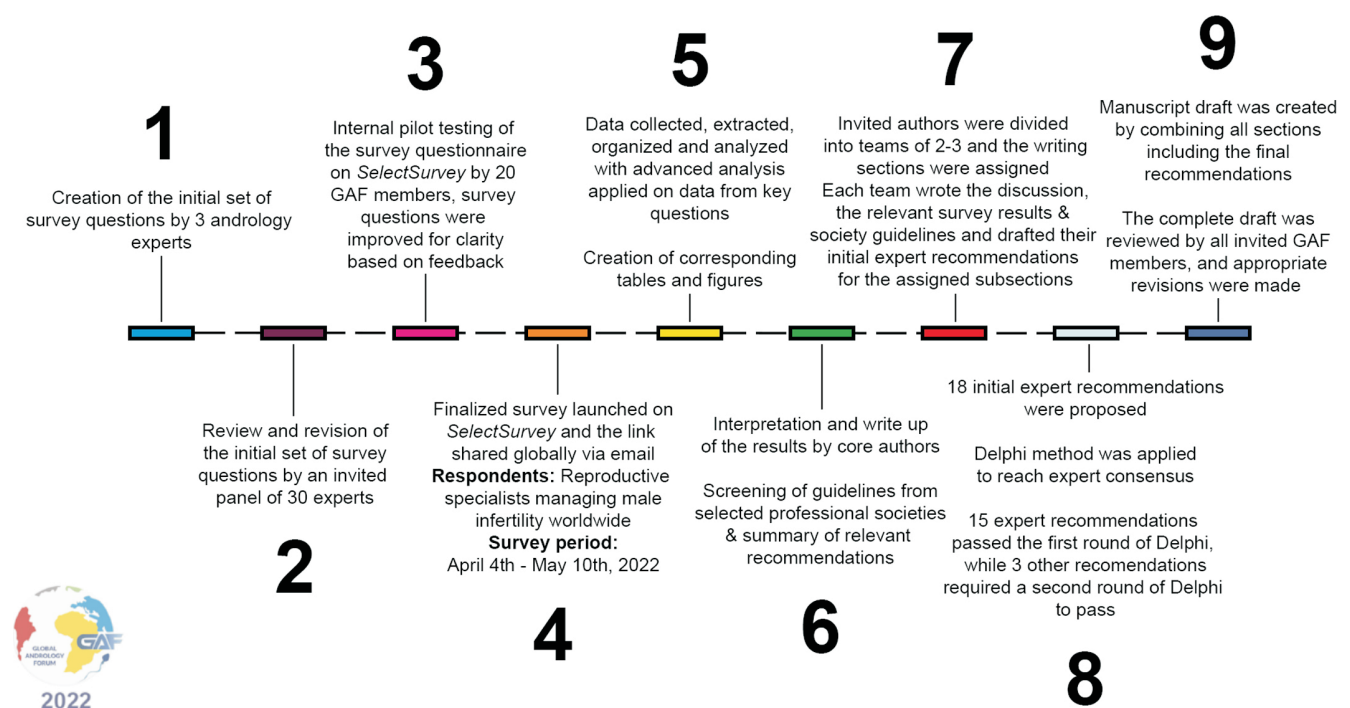 1
Creation of the initial set of
survey questions by 3 andrology
experts
2
Review and revision of
the initial set of survey
questions by an invited
panel of 30 experts
3
Internal pilot testing of
the survey questionnaire
on SelectSurvey by 20
GAF members, survey
questions were
improved for clarity
based on feedback
4
Finalized survey launched on
SelectSurvey and the link
shared globally via email
Respondents: Reproductive
specialists managing male
infertility worldwide
Survey period:
April 4th - May 10th, 2022
5
Data collected, extracted,
organized and analyzed
with advanced analysis
applied on data from key
questions
Creation of corresponding
tables and figures
6
Interpretation and write up
of the results by core authors
Screening of guidelines from
selected professional societies
& summary of relevant
recommendations
7
Invited authors were divided
into teams of 2-3 and the writing
sections were assigned
Each team wrote the discussion,
the relevant survey results &
society guidelines and drafted their
initial expert recommendations
for the assigned subsections
8
18 initial expert recommendations
were proposed
Delphi method was applied
to reach expert consensus
15 expert recommendations
passed the first round of Delphi,
while 3 other recomendations
required a second round of Delphi
to pass
9
Manuscript draft was created
by combining all sections
including the final
recommendations
The complete draft was
reviewed by all invited GAF
members, and appropriate
revisions were made
GAF
GLOBAL
ANDROLOGY
FORUM
2022